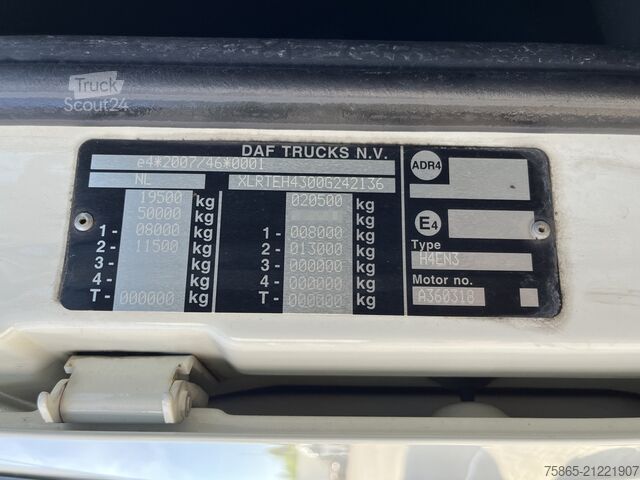 Truck
Scout24
DAF TRUCKS N.V.
e4*2007/46*0001
NL XLRTEH4300G242136
19500 kg 020500 kg
50000 kg kg
1- 08000 kg 1- 008000 kg
2- 11500 kg 2- 013000 kg
3- kg 3- 000000 kg
4- kg 4- 000000 kg
T- 000000 kg T- 000000 kg
ADR4
E4
Type
H4EN3
Motor no.
A360318
75865-21221907